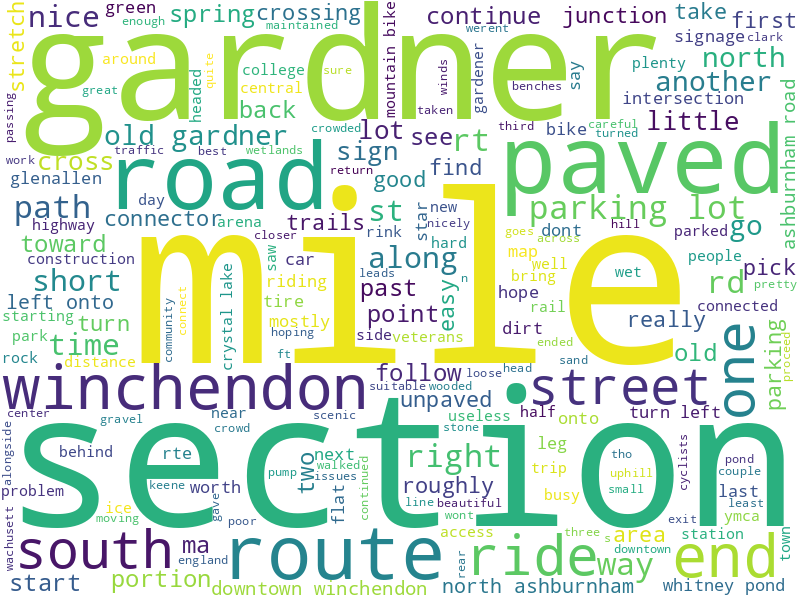 green
nice
spring crossing
continue
junction
take
first
enough
maintained
werent
stretch
gardner
signage
clark
around
quite
great
sure
college
central
headed
back
mountain bike
winds
benches
gardener
say
north
plenty
another
intersection
passing
old gardner
crowded
lot
see
rt
taken
third
bike
careful
turned
little
work
traffic
best
wetlands
sign
return
find
ashburnham road
cross
road
paved
glenallen
day
good
path
connector
arena
trails
st
star
new
nicely
parking lot
go
highway
closer
rink
hard
goes
across
dont
hill
parked
toward
construction
saw
car
along
map
well
people
pretty
mile
crystal lake
riding
past
leads
easy
n
bring
wet
rd
pick
short
tire
hope
rail
connected
left onto
community
connect
mostly
hoping
point
dirt
really
starting
turn
ft
side
veterans
ended
old
park
time
distance
sand
parking
proceed
rock
follow
loose
head
winchendon
suitable
wooded
street
one
center
gravel
near
scenic
unpaved
useless
half
onto
turn left
alongside
crowd
stone
section
behind
rte
two
next
walked
issues
continued
right
leg
tho
uphill
small
cyclists
pond
couple
problem
keene
worth
pump
flat
roughly
trip
last
least
wachusett
ice
moving
gave
poor
line
beautiful
busy
ymca
south
ma
england
route
wont
access
ride
three
s
area
exit
station
town
way
downtown
end
start
portion
downtown winchendon
rear
north ashburnham
whitney pond